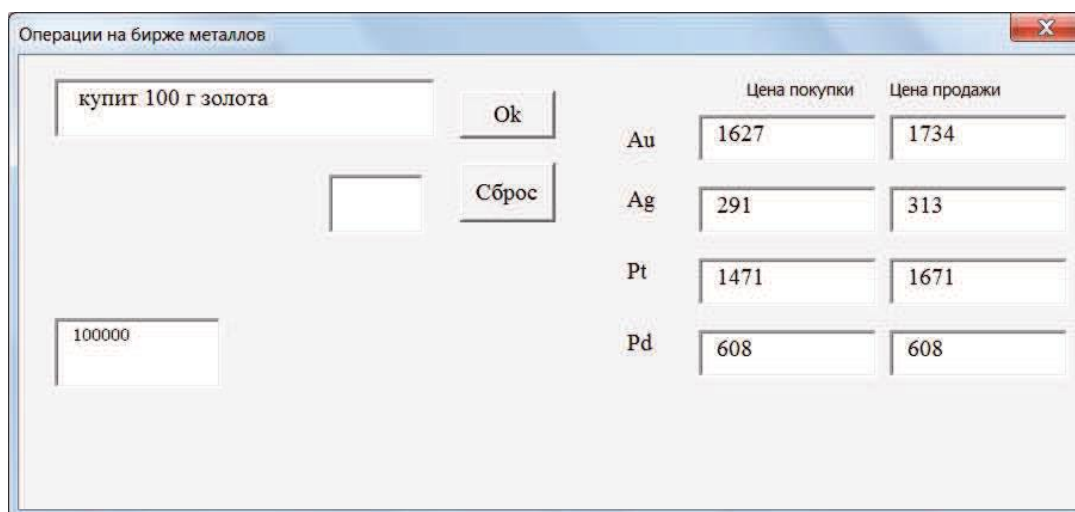 Операции на бирже металлов
купит 100 г золота
Ok
Сброс
100000
Цена покупки Цена продажи
Au 1627 1734
Ag 291 313
Pt 1471 1671
Pd 608 608